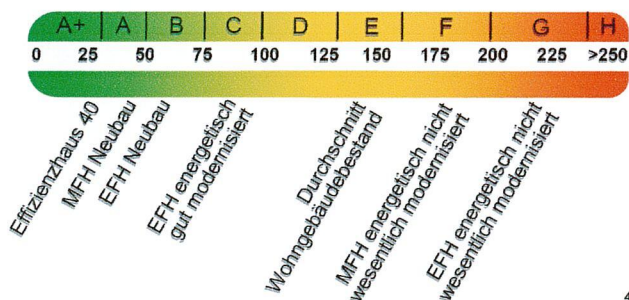 A+ A B C D E F G H
0 25 50 75 100 125 150 175 200 225 >250
Effizienzhaus 40
MFH Neubau
EFH Neubau
EFH energetisch
gut modernisiert
Durchschnitt
Wohngebäudebestand
MFH energetisch nicht
wesentlich modernisiert
EFH energetisch nicht
wesentlich modernisiert
4